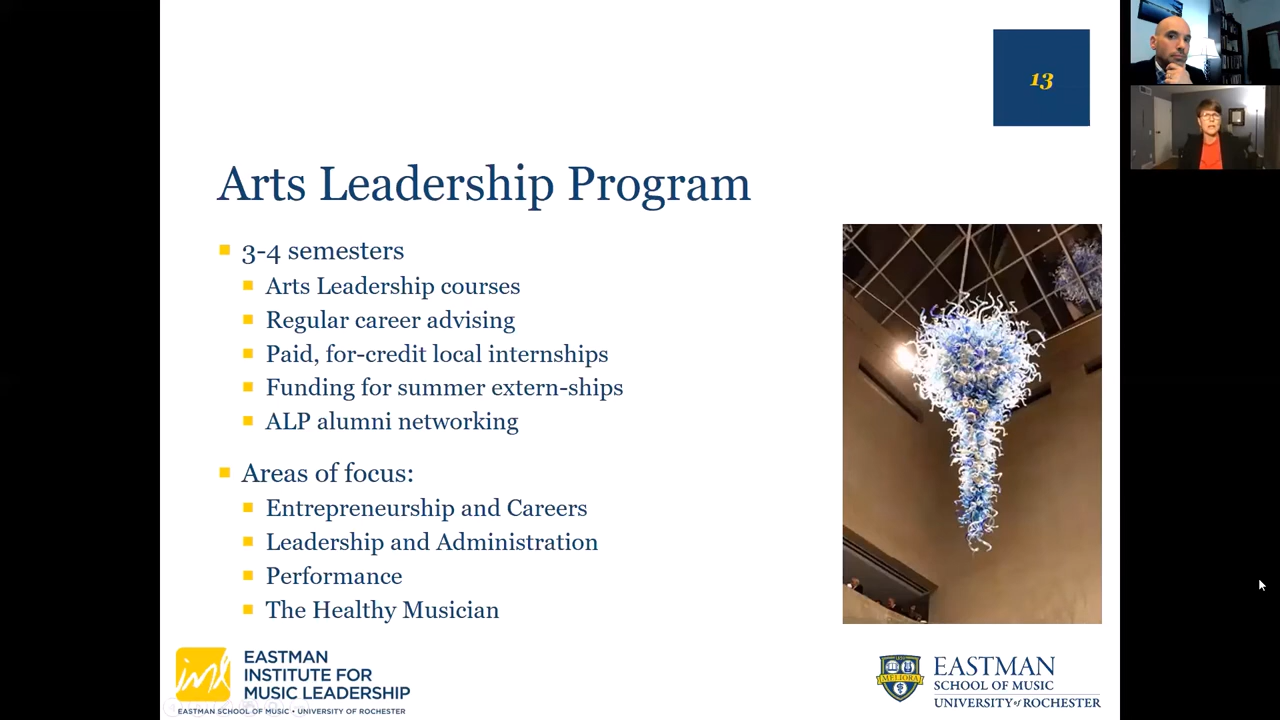 13
Arts Leadership Program
3-4 semesters
Arts Leadership courses
Regular career advising
Paid, for-credit local internships
Funding for summer extern-ships
ALP alumni networking
Areas of focus:
Entrepreneurship and Careers
Leadership and Administration
Performance
The Healthy Musician
iml
EASTMAN
INSTITUTE FOR
MUSIC LEADERSHIP
EASTMAN SCHOOL OF MUSIC • UNIVERSITY OF ROCHESTER
MELIORA
EASTMAN
SCHOOL OF MUSIC
UNIVERSITY of ROCHESTER